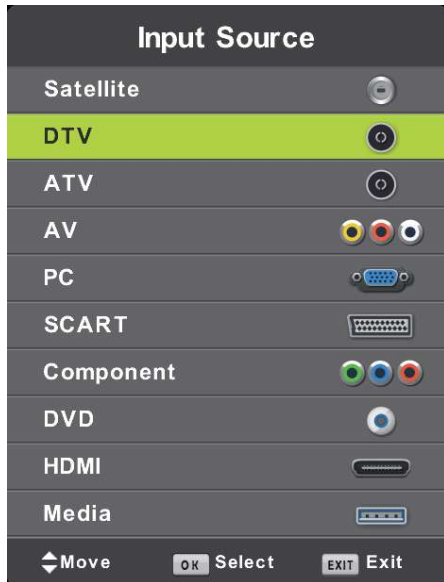 Input Source
Satellite
DTV
ATV
AV
PC
SCART
Component
DVD
HDMI
Media
Move OK Select EXIT Exit